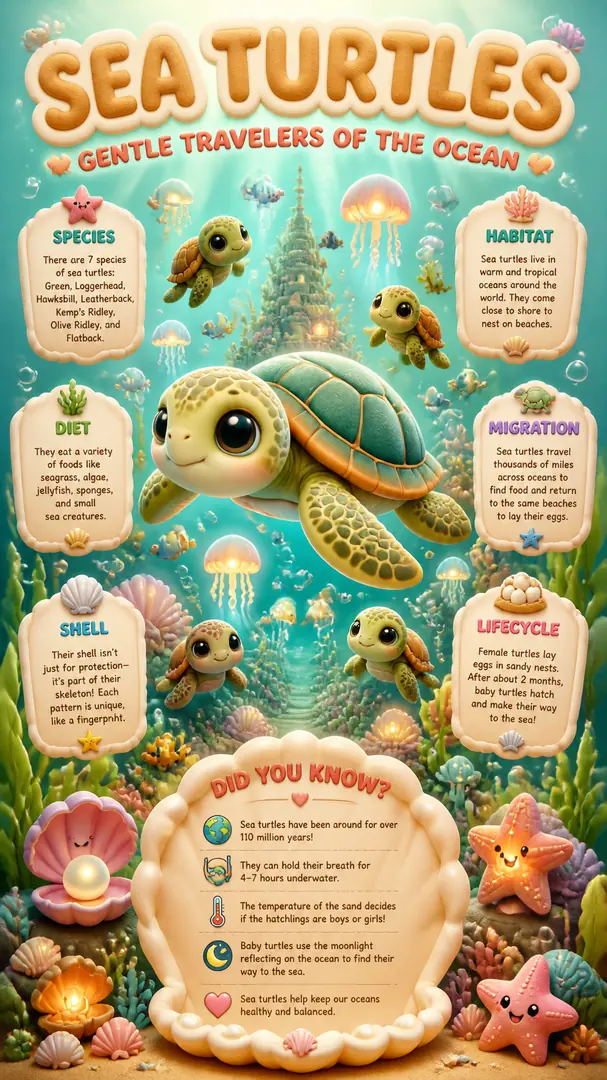 SEA TURTLES
GENTLE TRAVELERS OF THE OCEAN
SPECIES
There are 7 species
of sea turtles:
Green, Loggerhead,
Hawksbill, Leatherback,
Kemp's Ridley,
Olive Ridley, and
Flatback.
HABITAT
Sea turtles live in
warm and tropical
oceans around the
world. They come
close to shore to
nest on beaches.
DIET
They eat a variety
of foods like
seagrass, algae,
jellyfish, sponges,
and small
sea creatures.
MIGRATION
Sea turtles travel
thousands of miles
across oceans to
find food and return
to the same beaches
to lay their eggs.
SHELL
Their shell isn't
just for protection—
it's part of their
skeleton! Each
pattern is unique,
like a fingerpnht.
LIFECYCLE
Female turtles lay
eggs in sandy nests.
After about 2 months,
baby turtles hatch
and make their way
to the sea!
DID YOU KNOW?
Sea turtles have been around for over
110 million years!
They can hold their breath for
4–7 hours underwater.
The temperature of the sand decides
if the hatchlings are boys or girls!
Baby turtles use the moonlight
reflecting on the ocean to find their
way to the sea.
Sea turtles help keep our oceans
healthy and balanced.